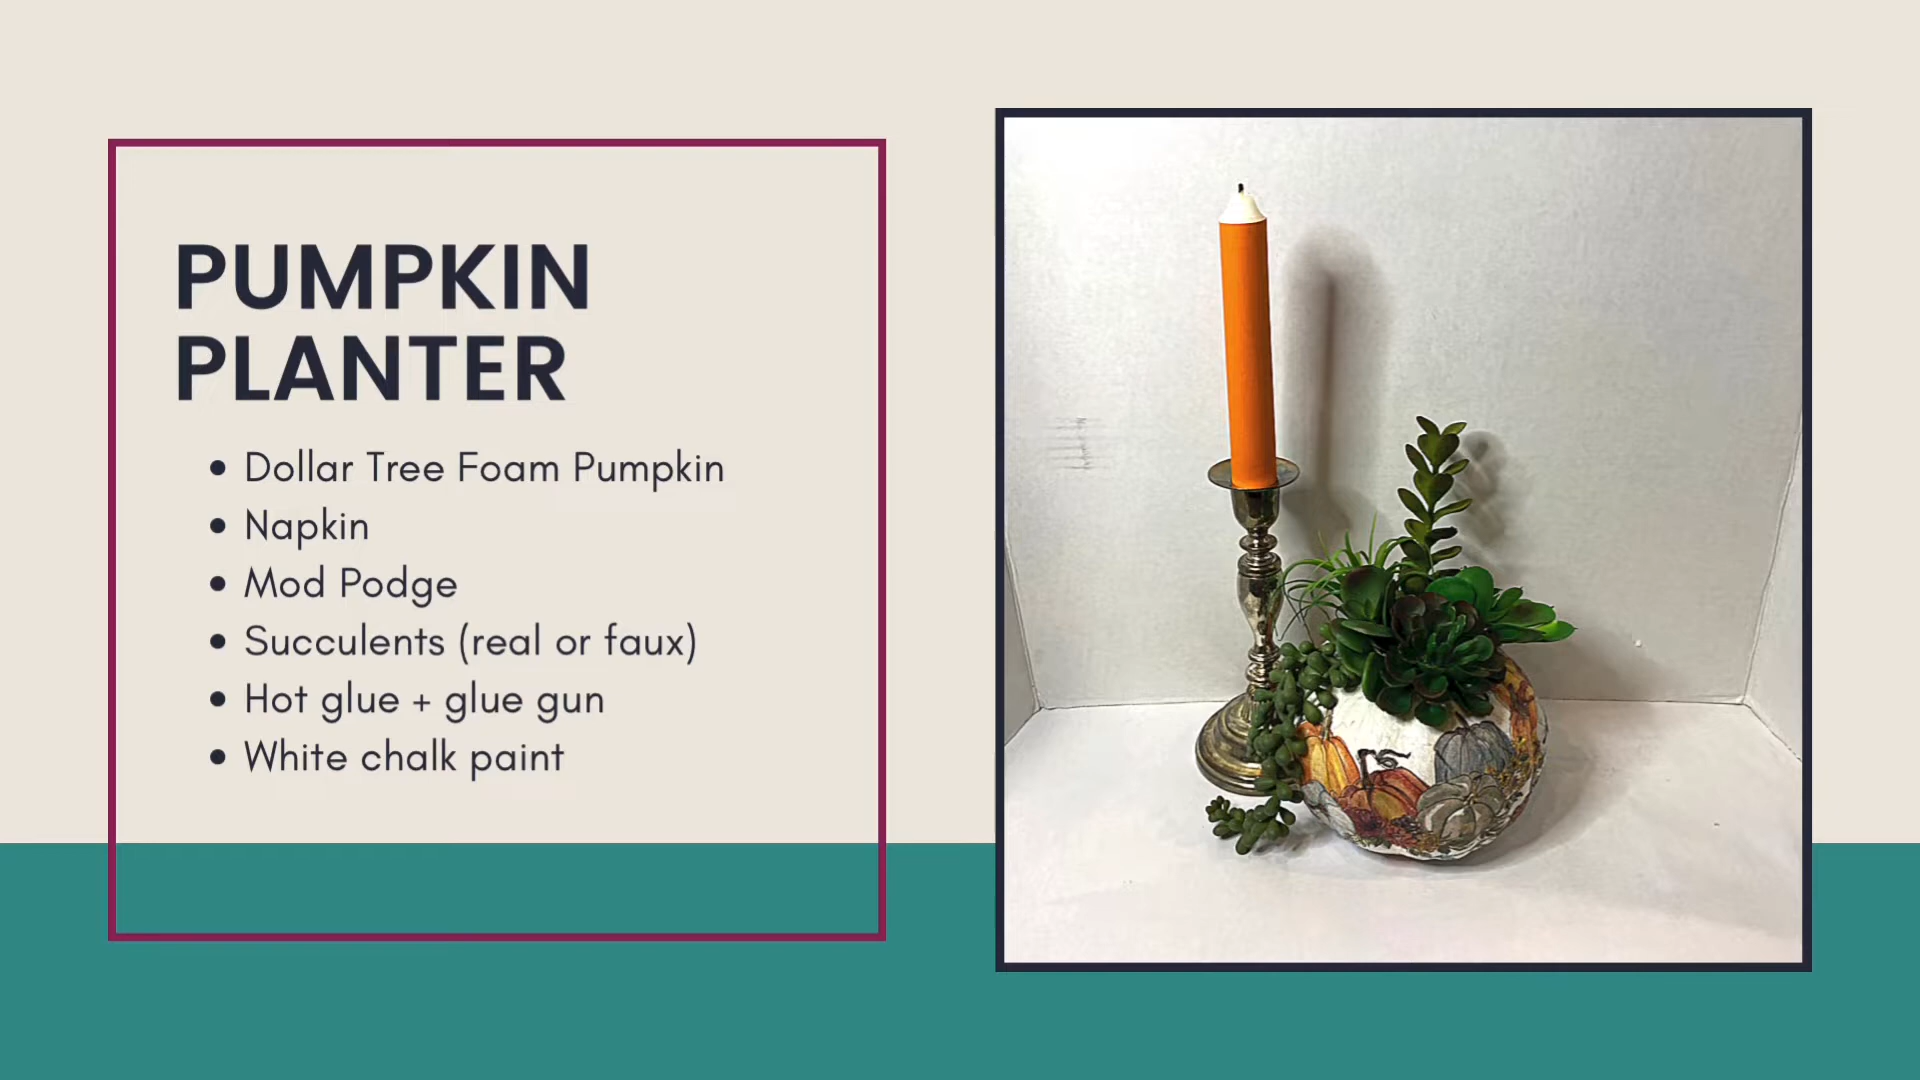 PUMPKIN
PLANTER
• Dollar Tree Foam Pumpkin
• Napkin
• Mod Podge
• Succulents (real or faux)
• Hot glue + glue gun
• White chalk paint